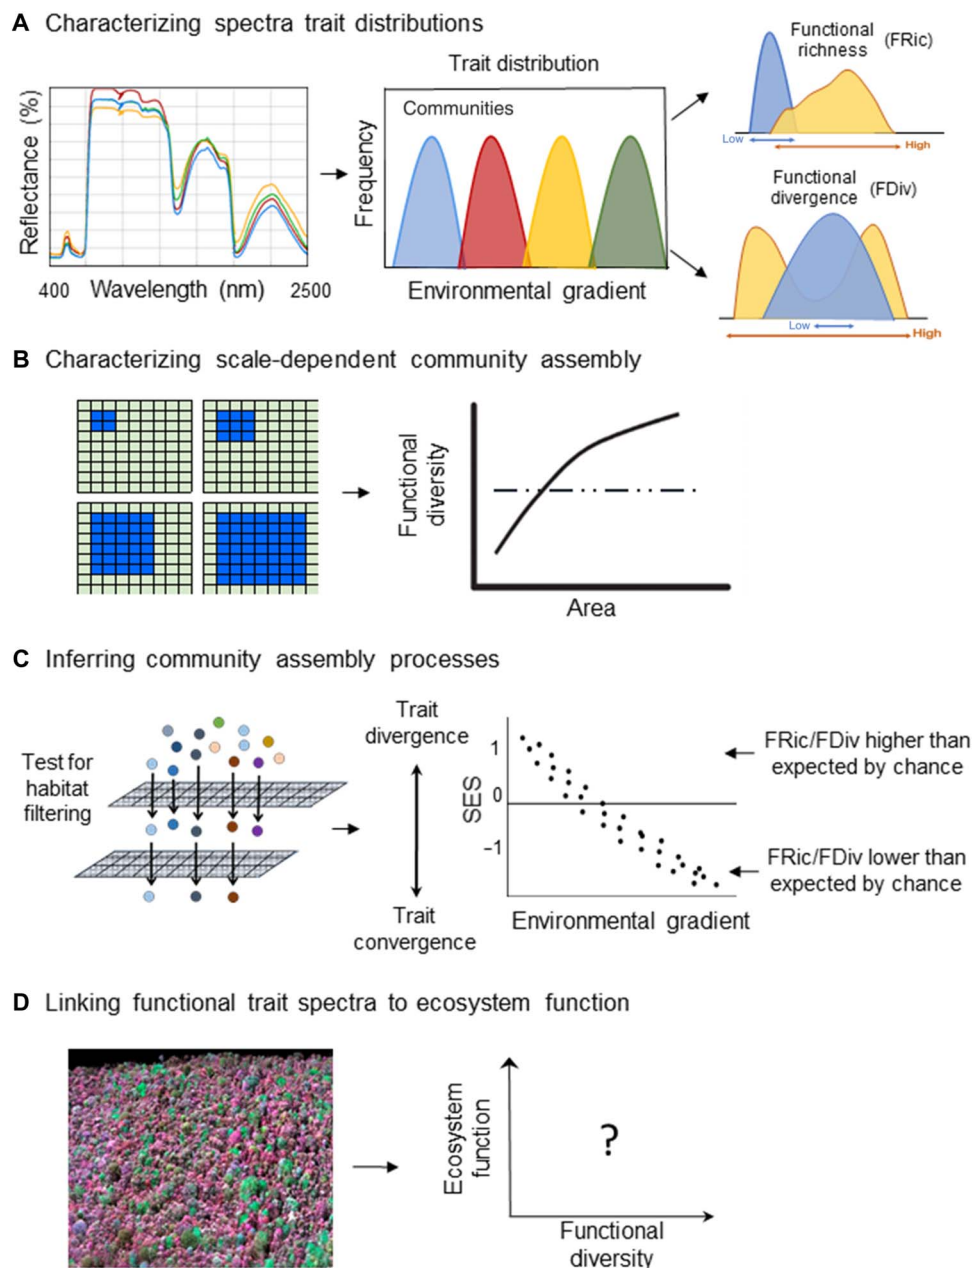 A Characterizing spectra trait distributions
Reflectance (%)
400 Wavelength (nm) 2500
Trait distribution
Communities
Frequency
Environmental gradient
Functional
richness (FRic)
Low
High
Functional
divergence (FDiv)
Low
High
B Characterizing scale-dependent community assembly
Functional
diversity
Area
C Inferring community assembly processes
Test for
habitat
filtering
Trait
divergence
Trait
convergence
SES
1
0
−1
Environmental gradient
FRic/FDiv higher than
expected by chance
FRic/FDiv lower than
expected by chance
D Linking functional trait spectra to ecosystem function
Ecosystem
function
?
Functional
diversity